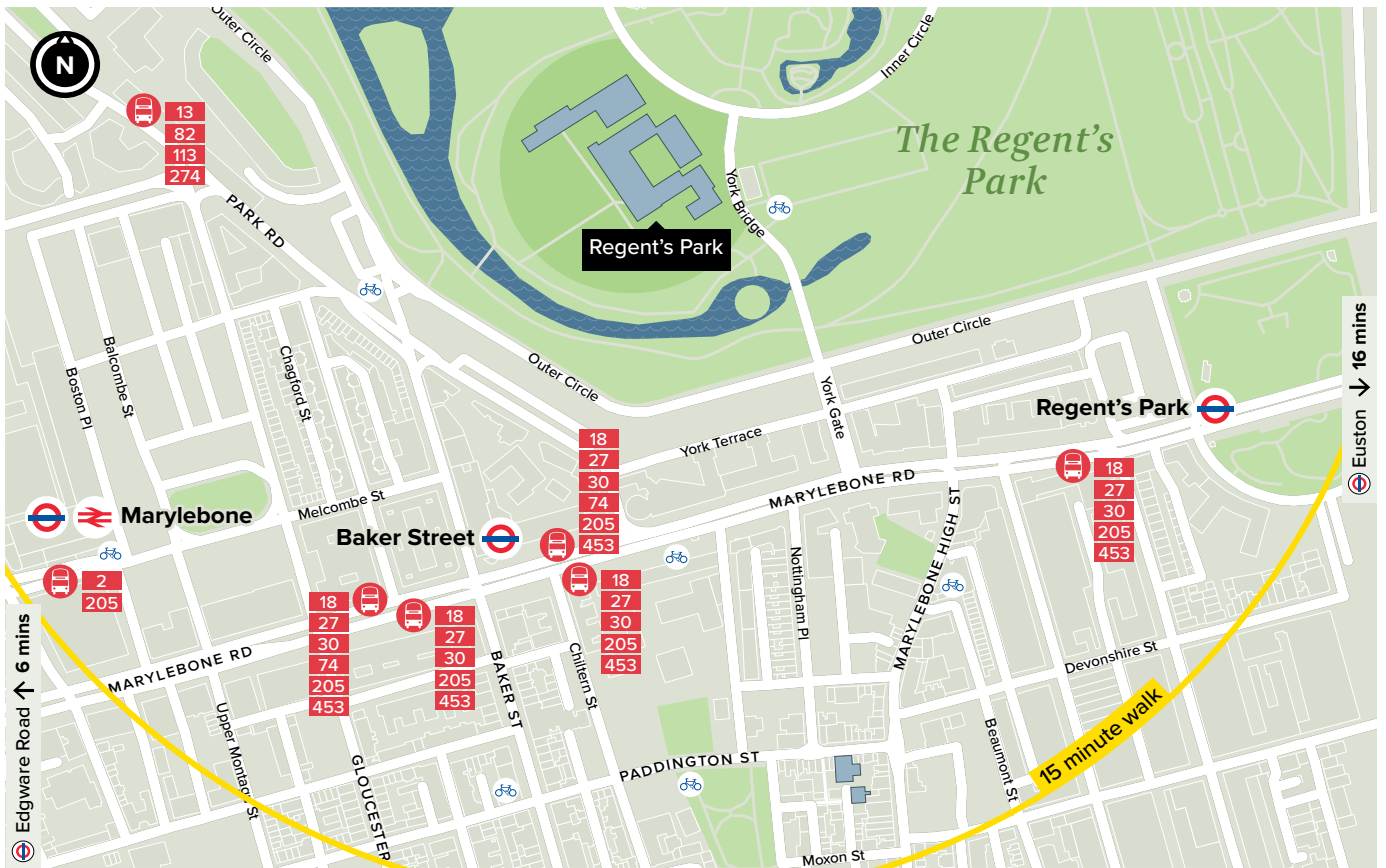 N
Outer Circle
Inner Circle
13
82
113
274
The Regent's
Park
York Bridge
PARK RD
Regent's Park
Outer Circle
Euston → 16 mins
Balcombe St
Boston Pl
Chagford St
Outer Circle
York Gate
Regent's Park
York Terrace
18
27
30
74
205
453
18
27
30
205
453
MARYLEBONE RD
MARYLEBONE HIGH ST
Melcombe St
Marylebone
Baker Street
Nottingham Pl
2
205
18
27
30
74
205
453
18
27
30
205
453
18
27
30
205
453
Edgware Road → 6 mins
MARYLEBONE RD
BAKER ST
Chiltern St
Devonshire St
Upper Montagu St
GLOUCESTER
PADDINGTON ST
Beaumont St
15 minute walk
Moxon St